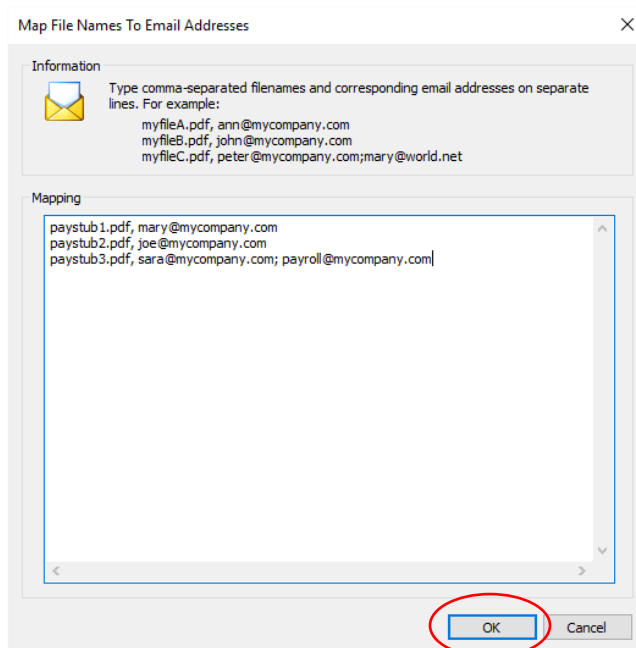 Map File Names To Email Addresses
Information
Type comma-separated filenames and corresponding email addresses on separate
lines. For example:
myfileA.pdf, ann@mycompany.com
myfileB.pdf, john@mycompany.com
myfileC.pdf, peter@mycompany.com;mary@world.net
Mapping
paystub1.pdf, mary@mycompany.com
paystub2.pdf, joe@mycompany.com
paystub3.pdf, sara@mycompany.com; payroll@mycompany.com
OK
Cancel